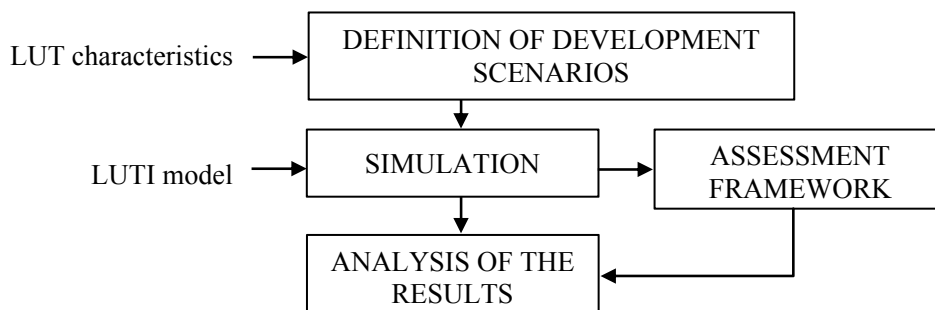 LUT characteristics
DEFINITION OF DEVELOPMENT
SCENARIOS
LUTI model
SIMULATION
ASSESSMENT
FRAMEWORK
ANALYSIS OF THE
RESULTS